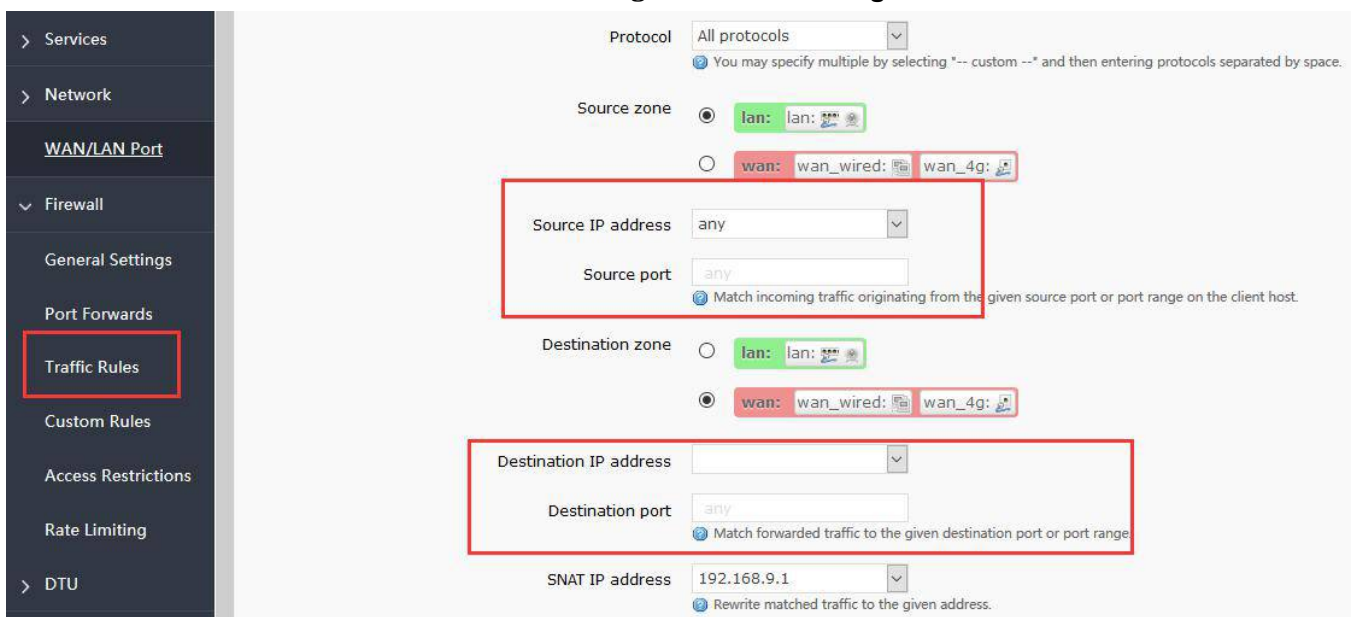 Services
Network
WAN/LAN Port
Firewall
General Settings
Port Forwards
Traffic Rules
Custom Rules
Access Restrictions
Rate Limiting
DTU
Protocol All protocols
You may specify multiple by selecting "-- custom --" and then entering protocols separated by space.
Source zone lan: lan:
wan: wan_wired: wan_4g:
Source IP address any
Source port any
Match incoming traffic originating from the given source port or port range on the client host.
Destination zone lan: lan:
wan: wan_wired: wan_4g:
Destination IP address
Destination port any
Match forwarded traffic to the given destination port or port range.
SNAT IP address 192.168.9.1
Rewrite matched traffic to the given address.